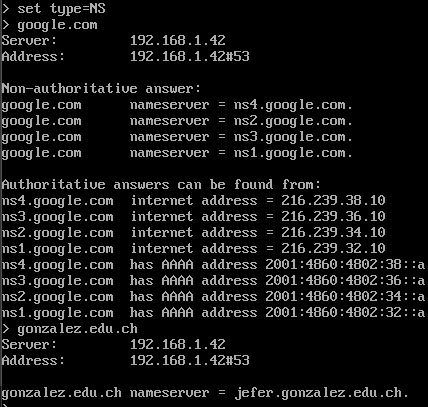 > set type=NS
> google.com
Server: 192.168.1.42
Address: 192.168.1.42#53
Non-authoritative answer:
google.com nameserver = ns4.google.com.
google.com nameserver = ns2.google.com.
google.com nameserver = ns3.google.com.
google.com nameserver = ns1.google.com.
Authoritative answers can be found from:
ns4.google.com internet address = 216.239.38.10
ns3.google.com internet address = 216.239.36.10
ns2.google.com internet address = 216.239.34.10
ns1.google.com internet address = 216.239.32.10
ns4.google.com has AAAA address 2001:4860:4802:38::a
ns3.google.com has AAAA address 2001:4860:4802:36::a
ns2.google.com has AAAA address 2001:4860:4802:34::a
ns1.google.com has AAAA address 2001:4860:4802:32::a
> gonzalez.edu.ch
Server: 192.168.1.42
Address: 192.168.1.42#53
gonzalez.edu.ch nameserver = jefer.gonzalez.edu.ch.
>